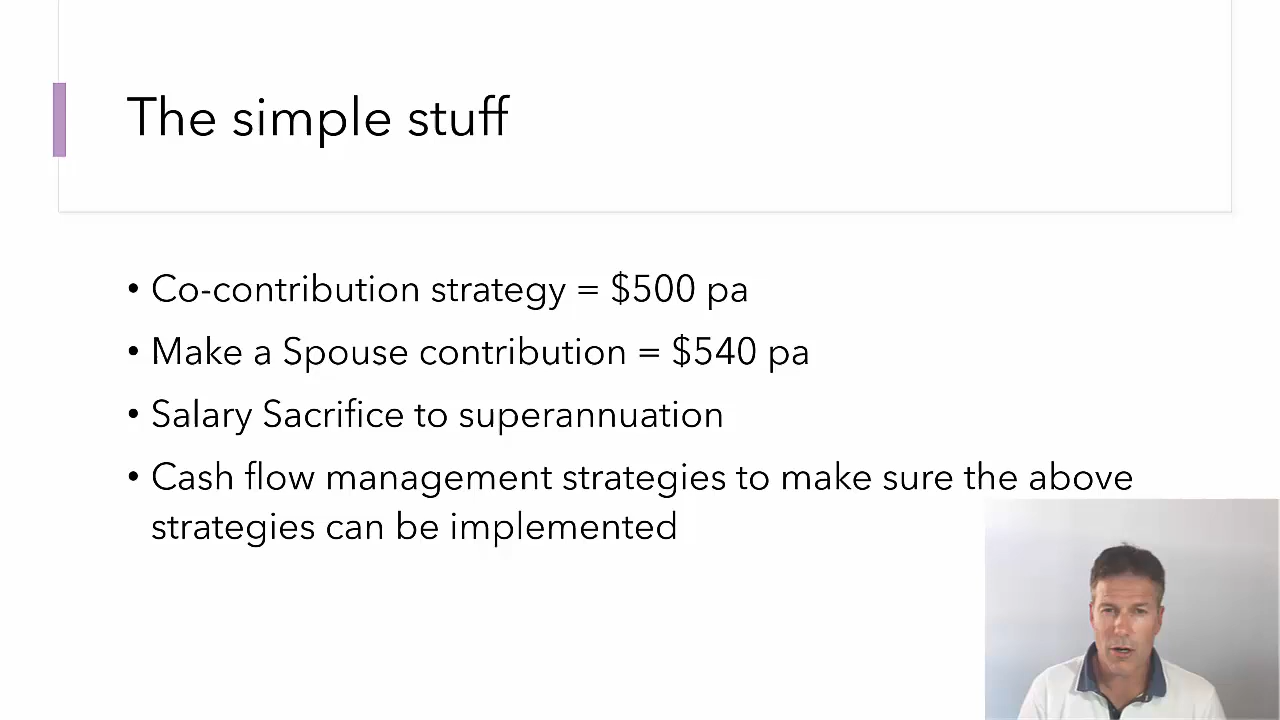 The simple stuff
• Co-contribution strategy = $500 pa
• Make a Spouse contribution = $540 pa
• Salary Sacrifice to superannuation
• Cash flow management strategies to make sure the above
strategies can be implemented